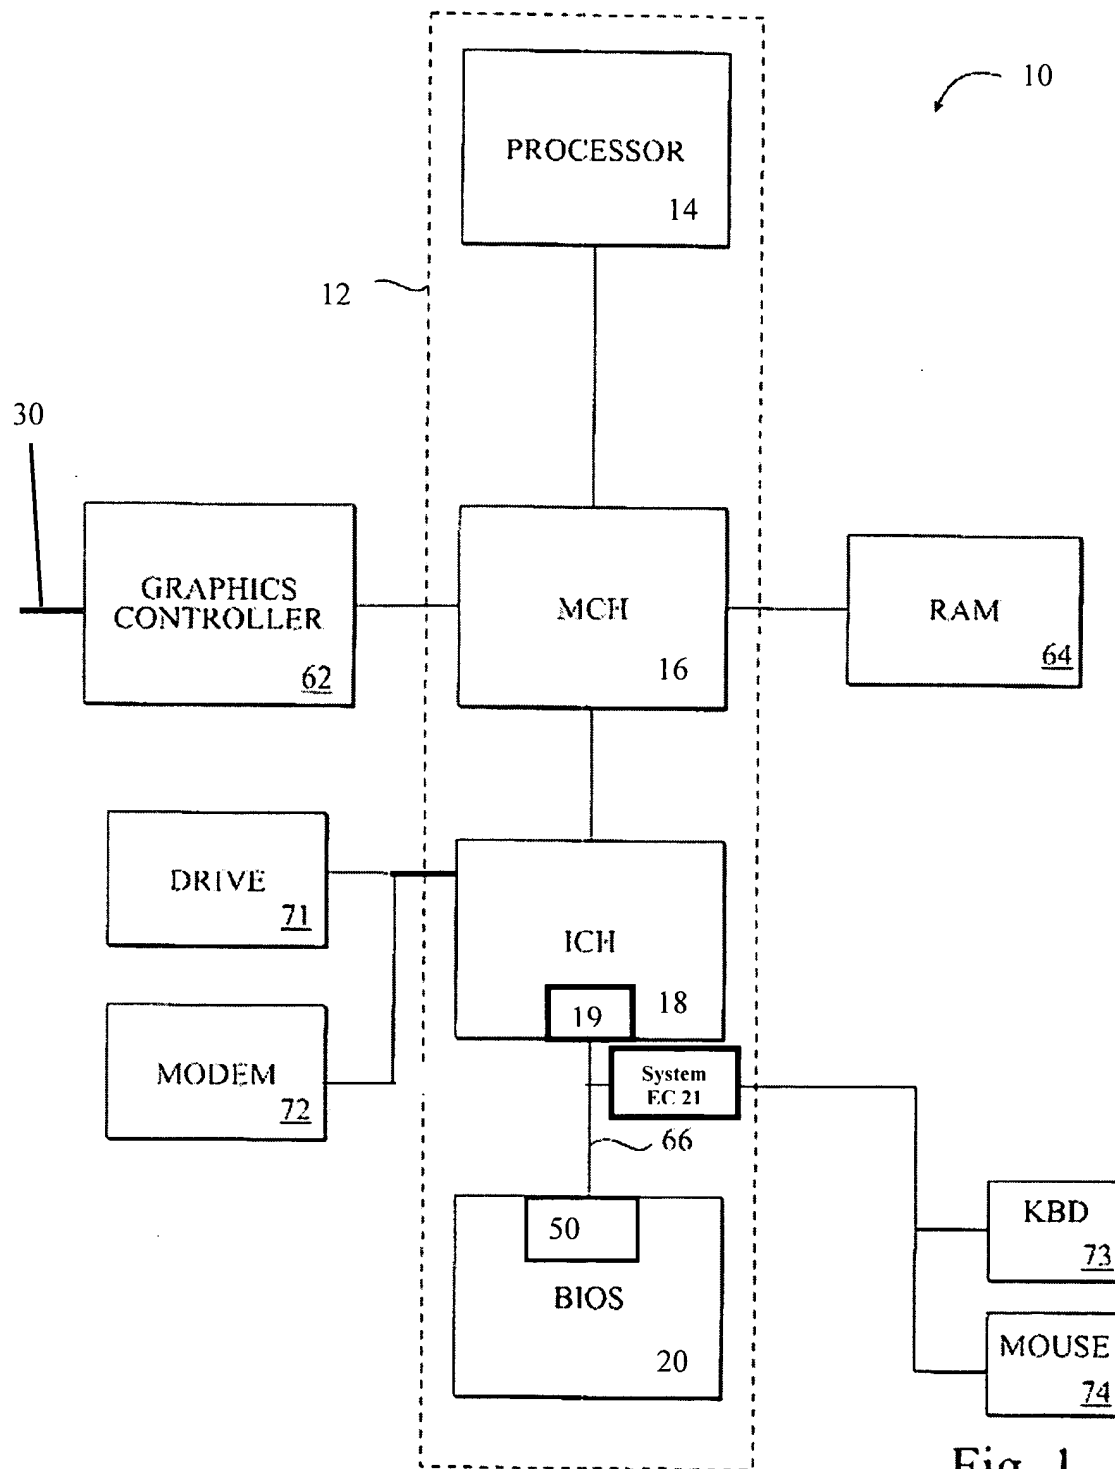 10
PROCESSOR
14
12
30
GRAPHICS
CONTROLLER
62
MCH
16
RAM
64
DRIVE
71
ICH
19
18
MODEM
72
System
EC 21
66
50
BIOS
20
KBD
73
MOUSE
74
Fig. 1